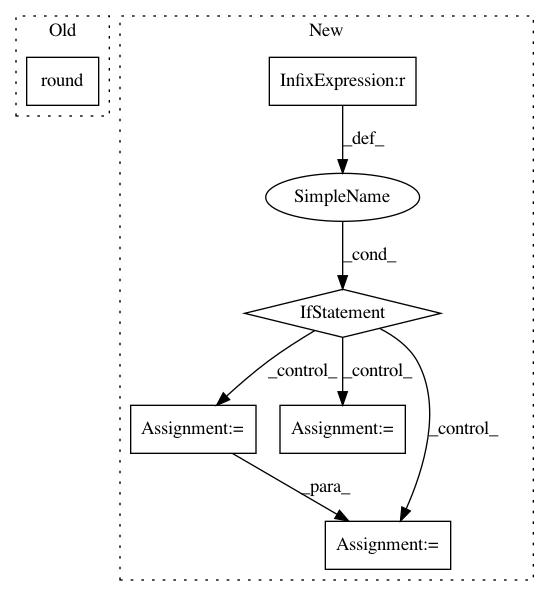 Old
New
round
InfixExpression:r
_def_
SimpleName
_cond_
IfStatement
_control_
_control_
_control_
Assignment:=
Assignment:=
_para_
Assignment:=